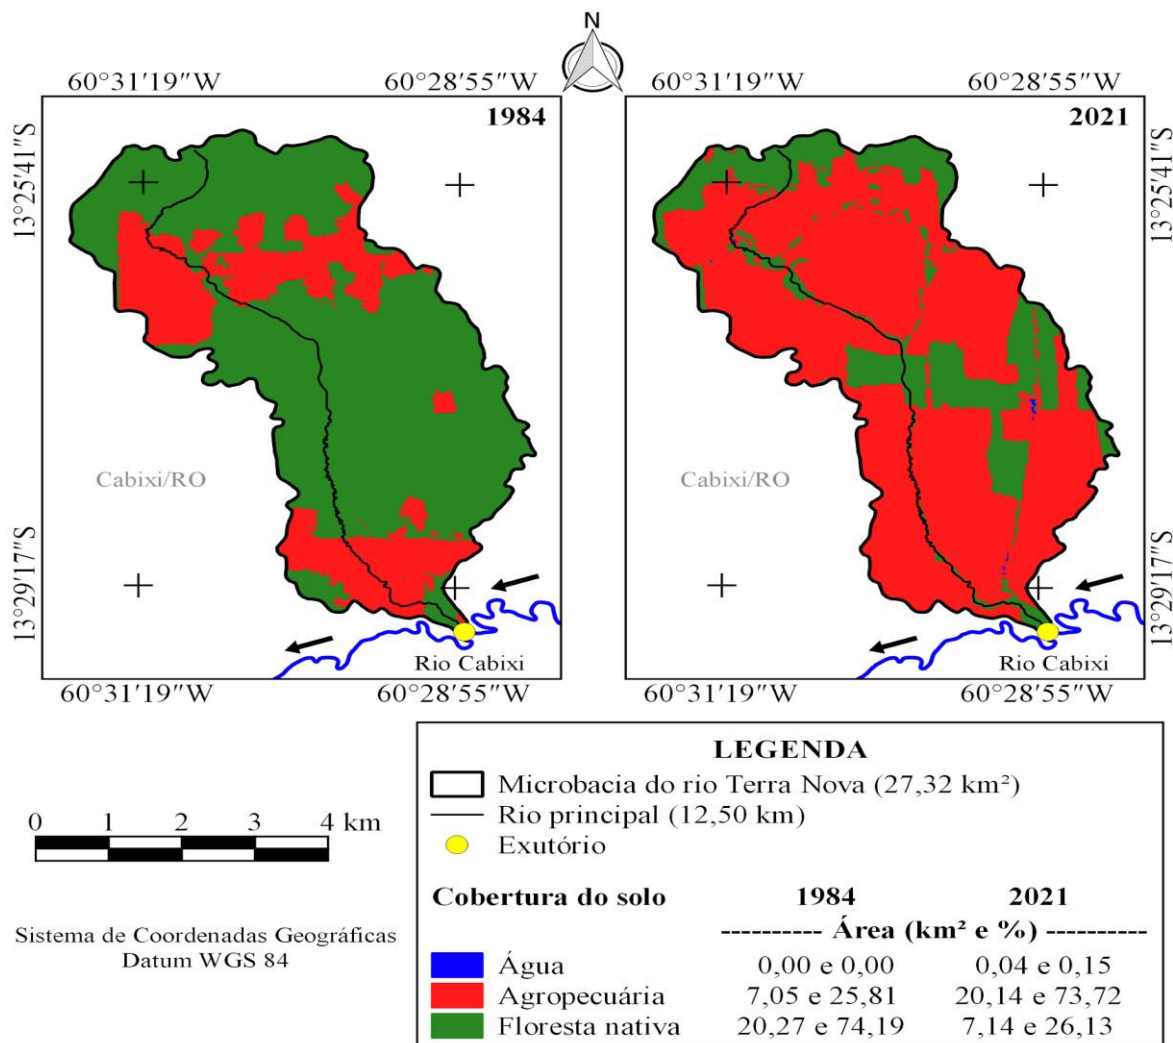 N
60°31'19"W 60°28'55"W 60°31'19"W 60°28'55"W
1984
2021
13°25'41"S
13°25'41"S
Cabixi/RO
Cabixi/RO
13°29'17"S
13°29'17"S
Rio Cabixi
Rio Cabixi
60°31'19"W 60°28'55"W 60°31'19"W 60°28'55"W
LEGENDA
Microbacia do rio Terra Nova (27,32 km²)
Rio principal (12,50 km)
Exutório
0 1 2 3 4 km
Sistema de Coordenadas Geográficas
Datum WGS 84
Cobertura do solo 1984 2021
---------- Área (km² e %) ----------
Água 0,00 e 0,00 0,04 e 0,15
Agropecuária 7,05 e 25,81 20,14 e 73,72
Floresta nativa 20,27 e 74,19 7,14 e 26,13